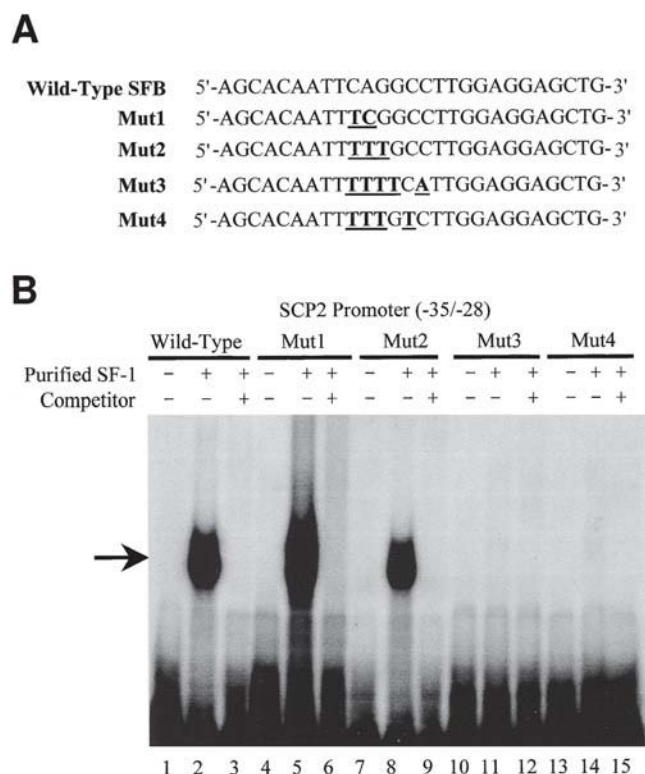 A
Wild-Type SFB 5'-AGCACAATTCAGGCCTTGGAGGAGCTG-3'
Mut1 5'-AGCACAATTTCGGCCTTGGAGGAGCTG-3'
Mut2 5'-AGCACAATTTTTGCCTTGGAGGAGCTG-3'
Mut3 5'-AGCACAATTTTTTCATTGGAGGAGCTG-3'
Mut4 5'-AGCACAATTTTTGTCTTGGAGGAGCTG-3'
B
SCP2 Promoter (-35/-28)
Wild-Type Mut1 Mut2 Mut3 Mut4
Purified SF-1 - + + - + + - + + - + + - + +
Competitor - - + - - + - - + - - + - - +
1 2 3 4 5 6 7 8 9 10 11 12 13 14 15